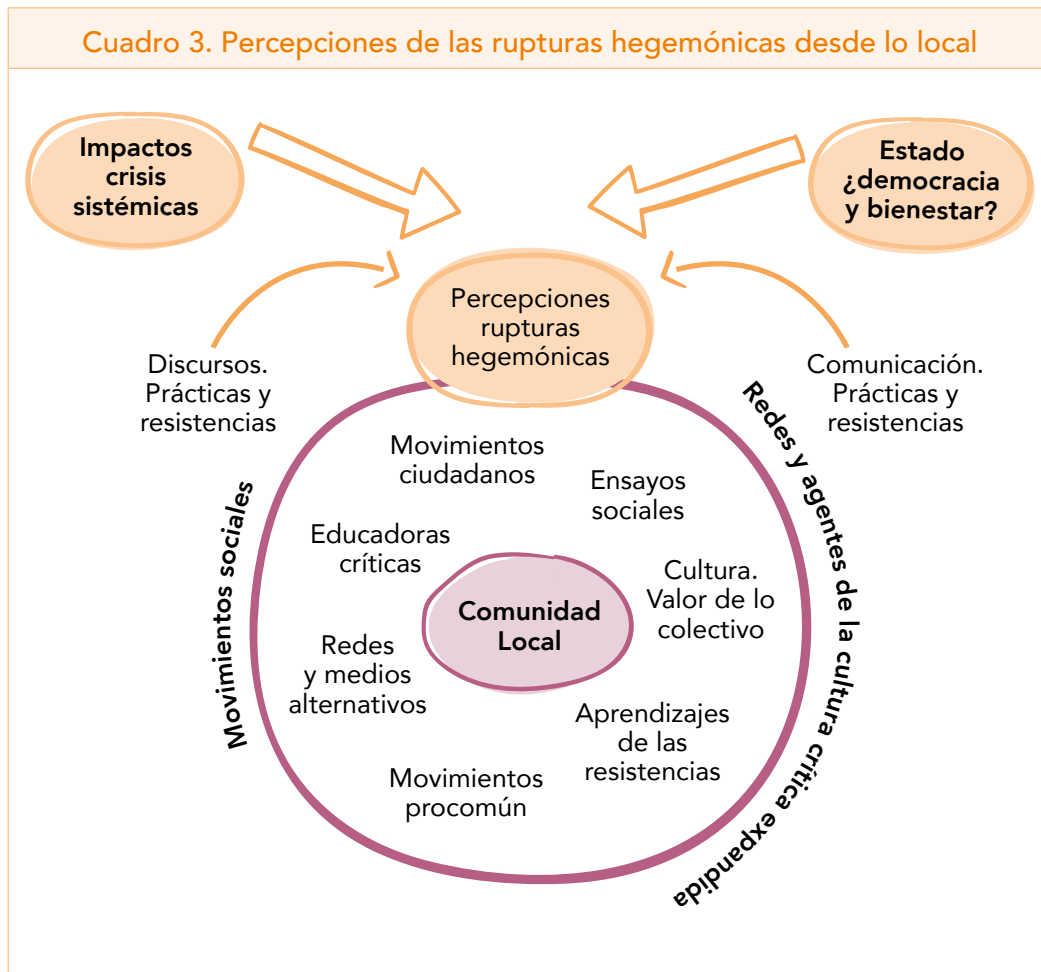 Cuadro 3. Percepciones de las rupturas hegemónicas desde lo local
Impactos
crisis
sistémicas
Estado
¿democracia
y bienestar?
Percepciones
rupturas
hegemónicas
Discursos.
Prácticas y
resistencias
Comunicación.
Prácticas y
resistencias
Movimientos sociales
Redes y agentes de la cultura crítica expandida
Movimientos
ciudadanos
Ensayos
sociales
Educadoras
críticas
Cultura.
Valor de lo
colectivo
Comunidad
Local
Redes
y medios
alternativos
Aprendizajes
de las
resistencias
Movimientos
procomún